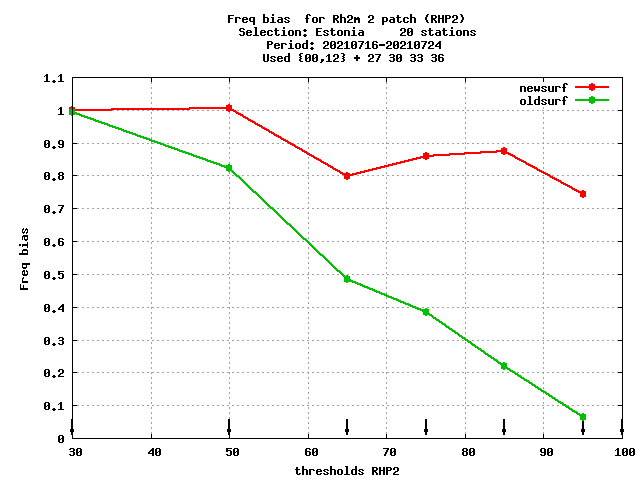 Freq bias  for Rh2m 2 patch (RHP2)
Selection: Estonia     20 stations
Period: 20210716-20210724
Used {00,12} + 27 30 33 36
newsurf
oldsurf
1.1
1
0.9
0.8
0.7
0.6
0.5
0.4
0.3
0.2
0.1
0
Freq bias
30 40 50 60 70 80 90 100
thresholds RHP2